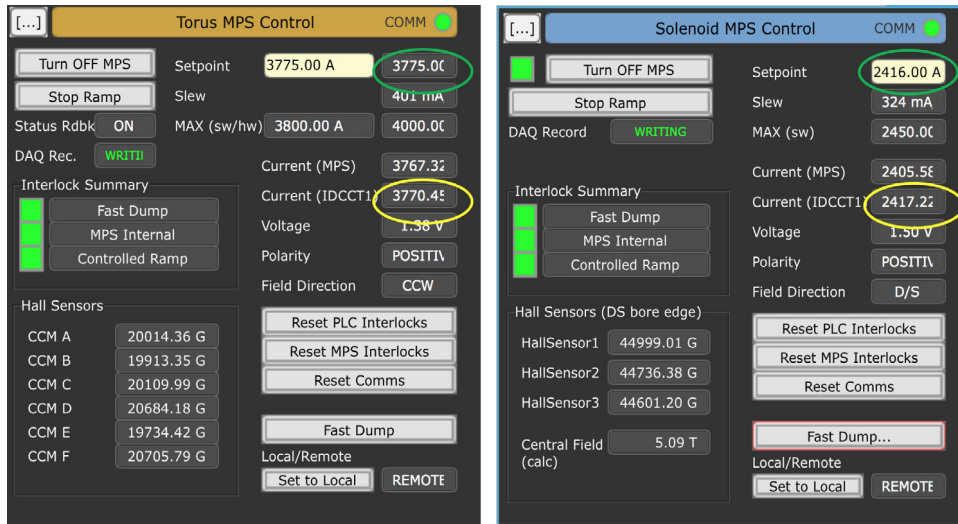 [...] Torus MPS Control COMM
Turn OFF MPS
Setpoint 3775.00 A 3775.00
Stop Ramp
Slew 401 mA
Status Rdbk ON
MAX (sw/hw) 3800.00 A 4000.00
DAQ Rec. WRITI
Current (MPS) 3767.32
Interlock Summary
Current (IDCCT1) 3770.45
Fast Dump
Voltage 1.38 V
MPS Internal
Polarity POSITIV
Controlled Ramp
Field Direction CCW
Hall Sensors
Reset PLC Interlocks
CCM A 20014.36 G
Reset MPS Interlocks
CCM B 19913.35 G
Reset Comms
CCM C 20109.99 G
CCM D 20684.18 G
CCM E 19734.42 G
Fast Dump
CCM F 20705.79 G
Local/Remote
Set to Local REMOTE
[...] Solenoid MPS Control COMM
Turn OFF MPS
Setpoint 2416.00 A
Stop Ramp
Slew 324 mA
DAQ Record WRITING
MAX (sw) 2450.00
Current (MPS) 2405.58
Interlock Summary
Current (IDCCT1) 2417.22
Fast Dump
Voltage 1.50 V
MPS Internal
Polarity POSITIV
Controlled Ramp
Field Direction D/S
Hall Sensors (DS bore edge)
Reset PLC Interlocks
HallSensor1 44999.01 G
Reset MPS Interlocks
HallSensor2 44736.38 G
Reset Comms
HallSensor3 44601.20 G
Fast Dump...
Central Field 5.09 T
(calc)
Local/Remote
Set to Local REMOTE